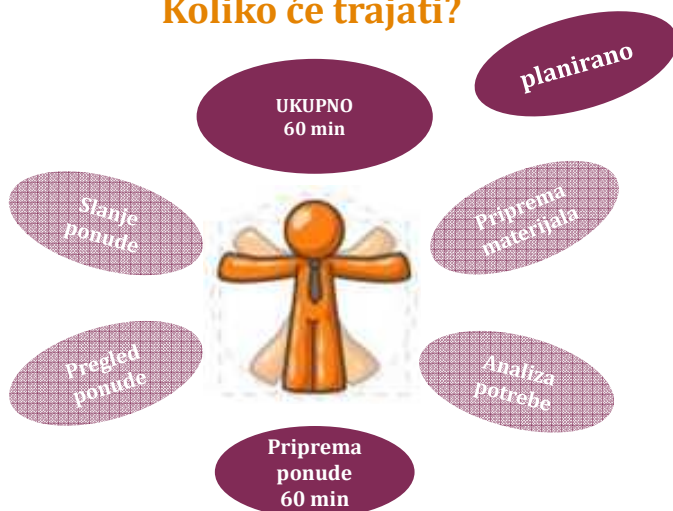 Koliko će trajati?
planirano
UKUPNO
60 min
Slanje
ponude
Priprema
materijala
Pregled
ponude
Analiza
potrebe
Priprema
ponude
60 min